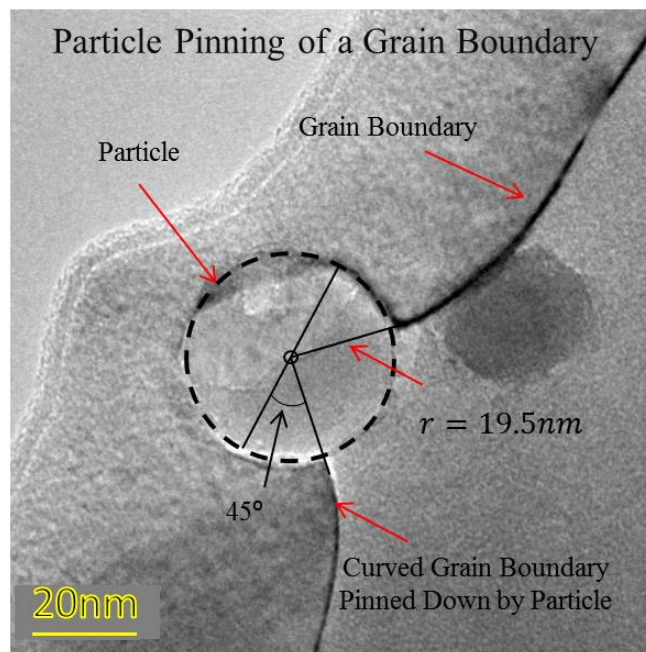 Particle Pinning of a Grain Boundary
Grain Boundary
Particle
r = 19.5nm
45°
Curved Grain Boundary
Pinned Down by Particle
20nm